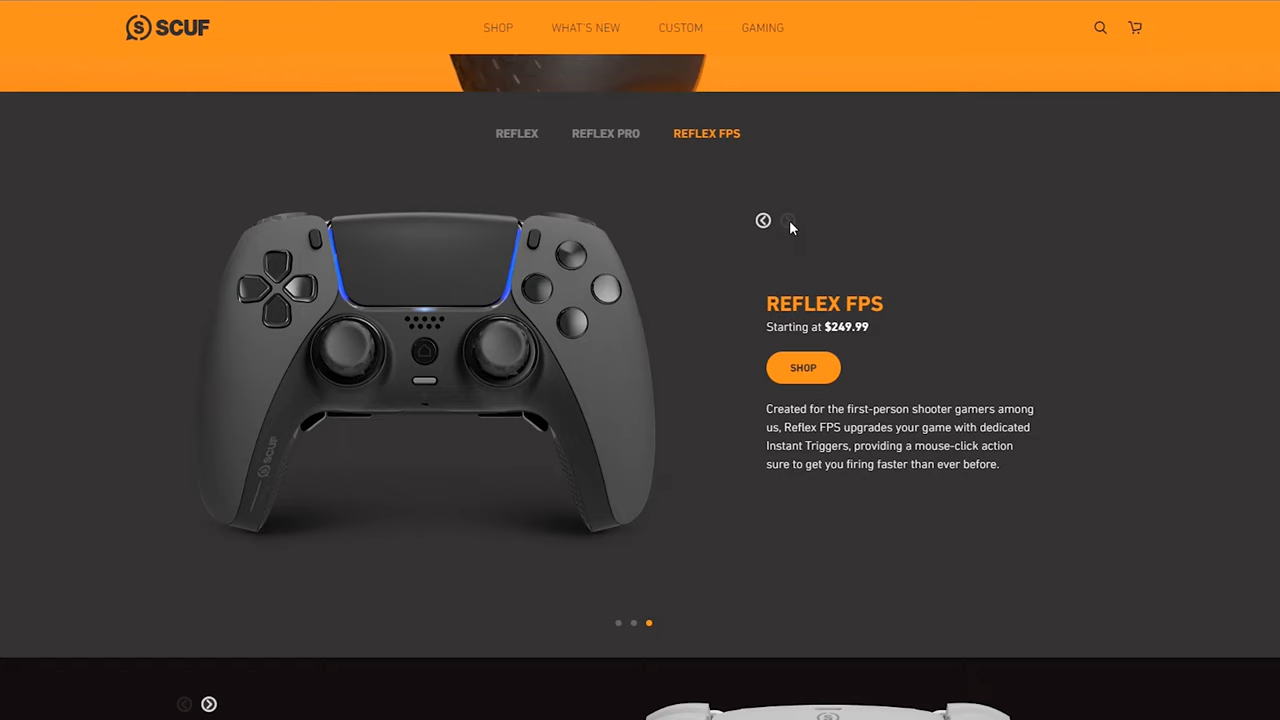 SCUF
SHOP
WHAT'S NEW
CUSTOM
GAMING
REFLEX
REFLEX PRO
REFLEX FPS
REFLEX FPS
Starting at $249.99
SHOP
Created for the first-person shooter gamers among
us, Reflex FPS upgrades your game with dedicated
Instant Triggers, providing a mouse-click action
sure to get you firing faster than ever before.
SCUF